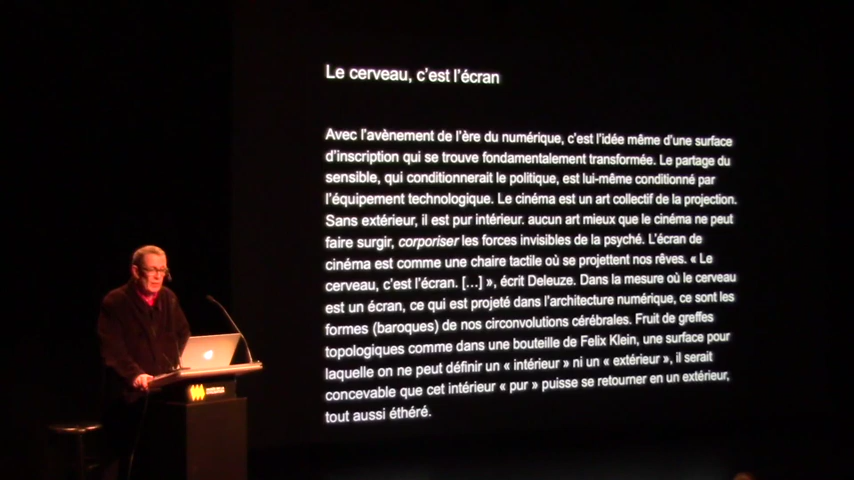 Le cerveau, c'est l'écran
Avec l'avènement de l'ère du numérique, c'est l'idée même d'une surface
d'inscription qui se trouve fondamentalement transformée. Le partage du
sensible, qui conditionnerait le politique, est lui-même conditionné par
l'équipement technologique. Le cinéma est un art collectif de la projection.
Sans extérieur, il est pur intérieur. aucun art mieux que le cinéma ne peut
faire surgir, corporiser les forces invisibles de la psyché. L'écran de
cinéma est comme une chaire tactile où se projettent nos rêves. « Le
cerveau, c'est l'écran. […] », écrit Deleuze. Dans la mesure où le cerveau
est un écran, ce qui est projeté dans l'architecture numérique, ce sont les
formes (baroques) de nos circonvolutions cérébrales. Fruit de greffes
topologiques comme dans une bouteille de Felix Klein, une surface pour
laquelle on ne peut définir un « intérieur » ni un « extérieur », il serait
concevable que cet intérieur « pur » puisse se retourner en un extérieur,
tout aussi éthéré.